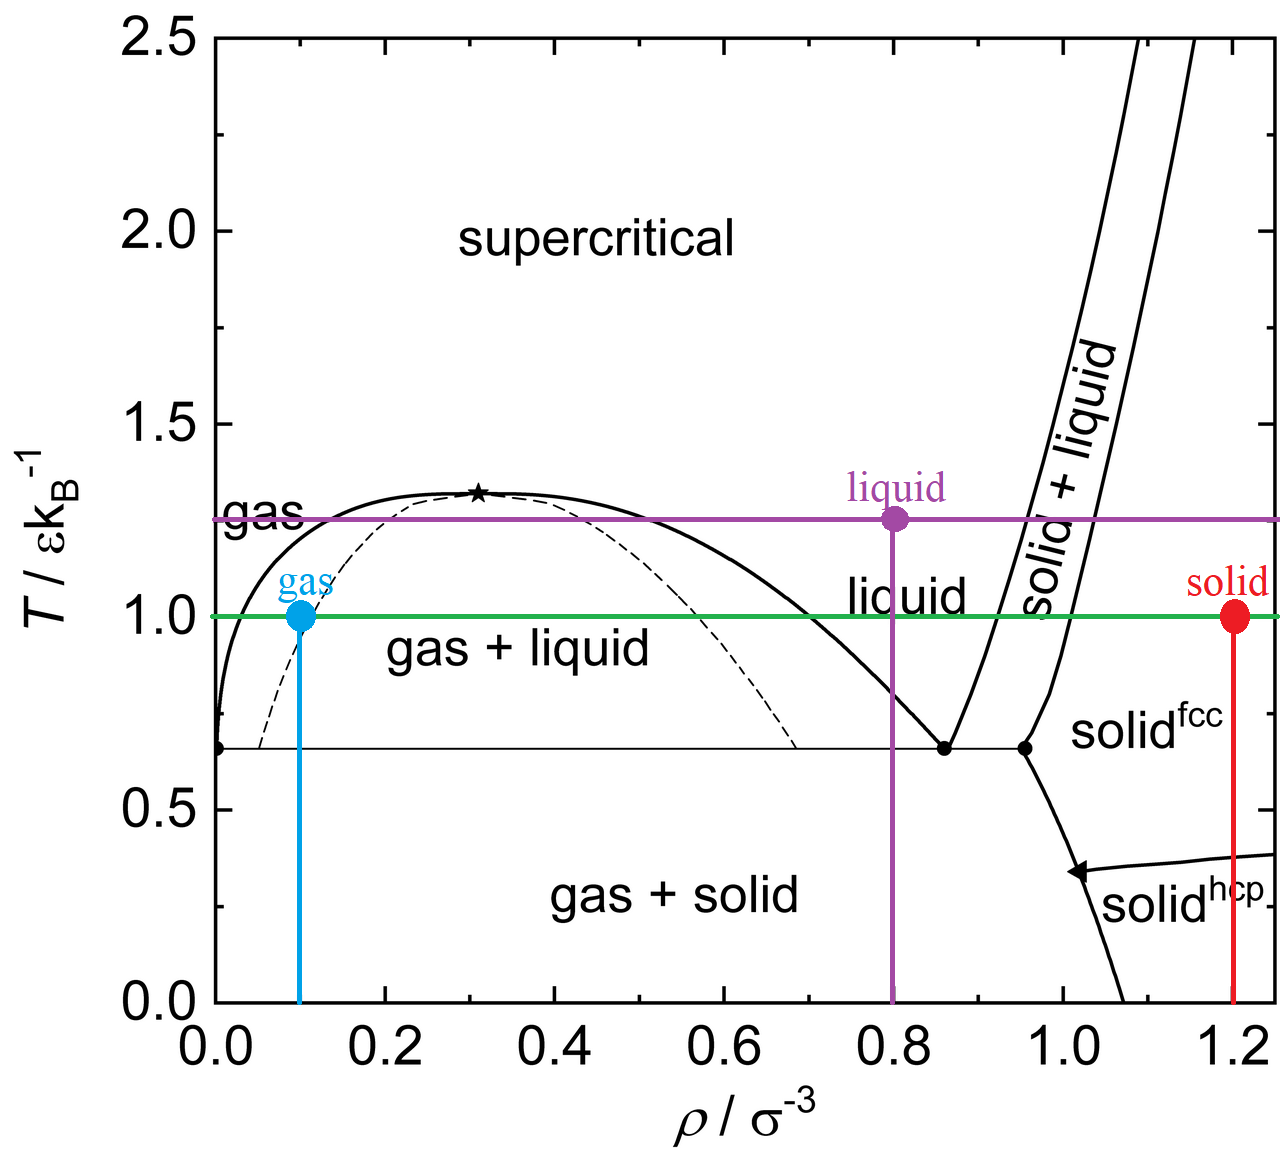 2.5
2.0
supercritical
1.5
T / εk_B^-1
solid + liquid
liquid
gas
gas
solid
liquid
1.0
gas + liquid
solid^fcc
0.5
gas + solid
solid^hcp
0.0
0.0 0.2 0.4 0.6 0.8 1.0 1.2
ρ / σ^-3